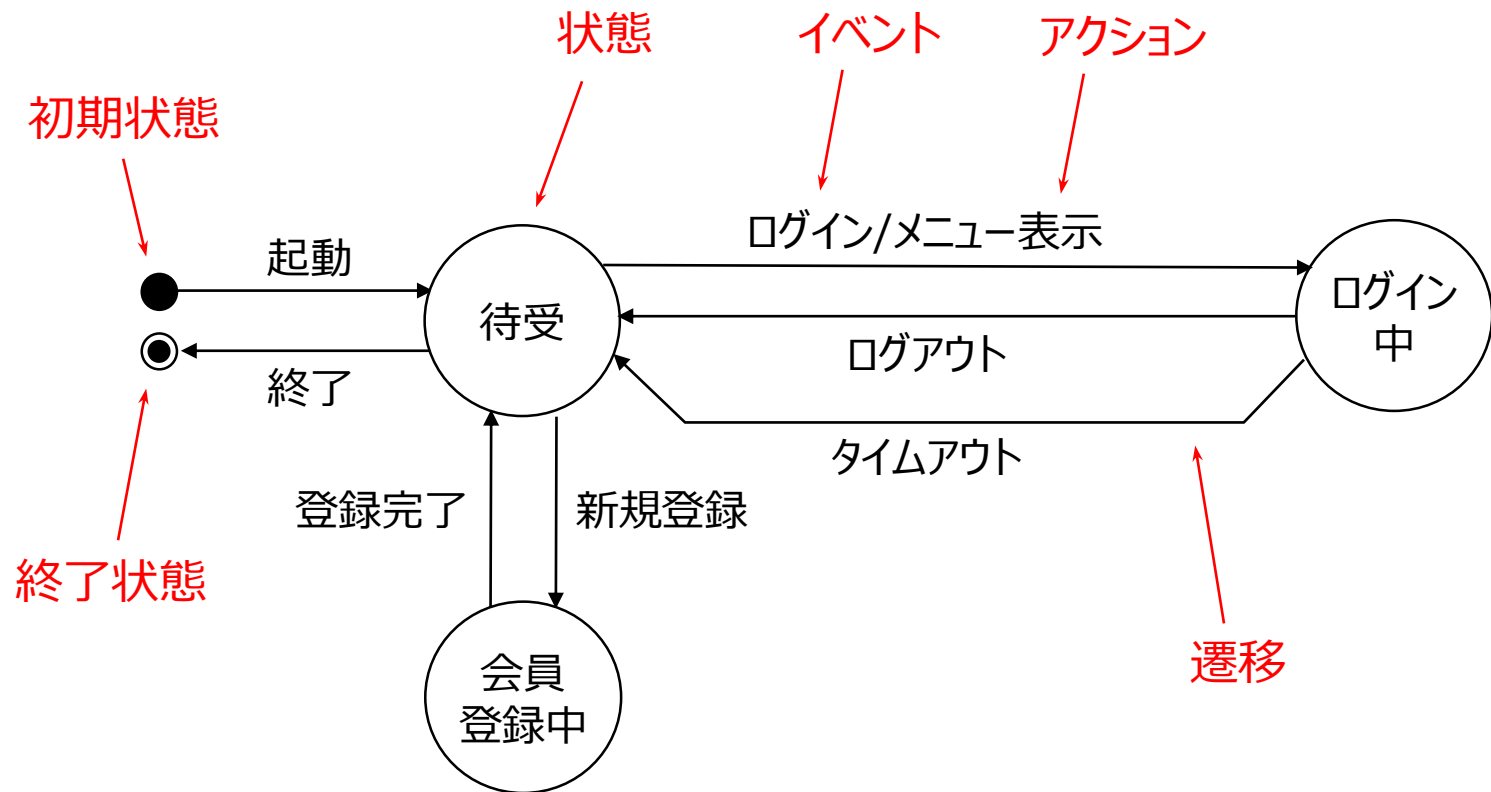 状態
イベント
アクション
初期状態
ログイン/メニュー表示
起動
待受
ログイン
中
ログアウト
終了
タイムアウト
登録完了
新規登録
終了状態
遷移
会員
登録中